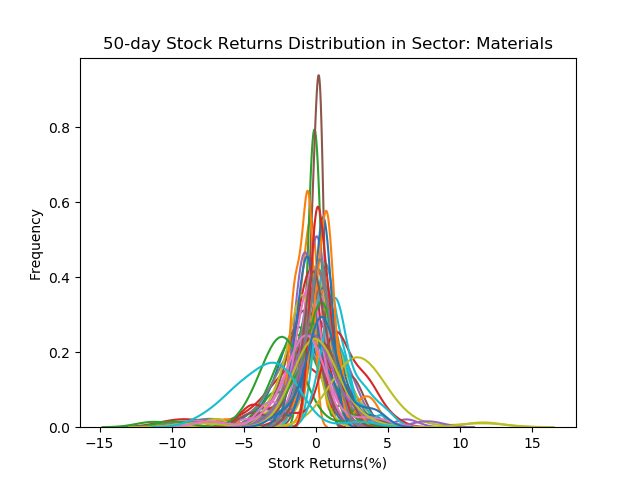 50-day Stock Returns Distribution in Sector: Materials
Frequency
0.8
0.6
0.4
0.2
0.0
−15 −10 −5 0 5 10 15
Stork Returns(%)